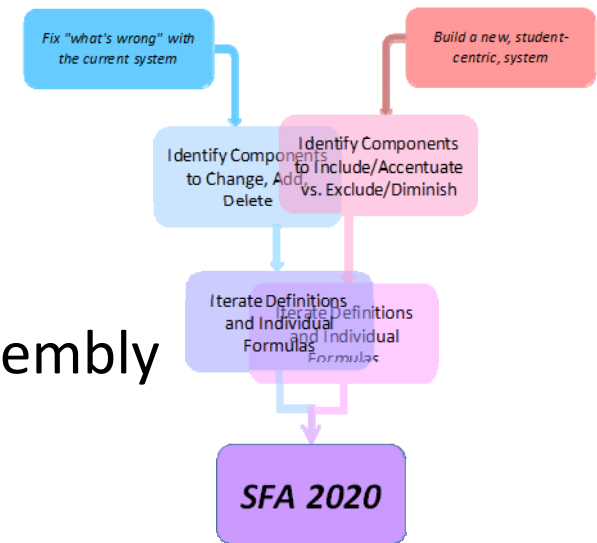 Fix "what's wrong" with
the current system
Build a new, student-
centric, system
Identify Components
to Change, Add,
Delete
Identify Components
to Include/Accentuate
vs. Exclude/Diminish
Iterate Definitions
and Individual
Formulas
Iterate Definitions
and Individual
Formulas
embly
SFA 2020